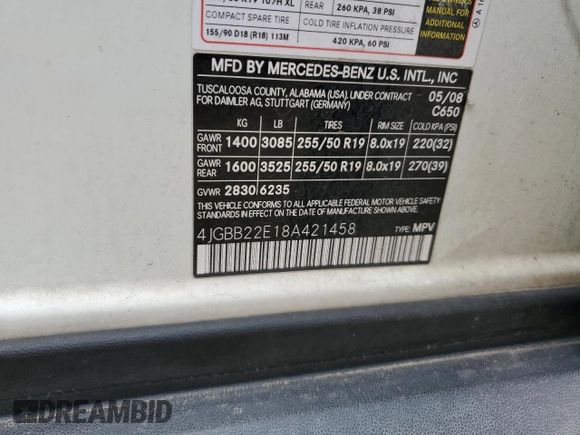 R19 107H XL
REAR
260 KPA, 38 PSI
COMPACT SPARE TIRE
COLD TIRE INFLATION PRESSURE
155/90 D18 (R18) 113M
420 KPA, 60 PSI
MANUAL FOR
ADDITIONAL
INFORMATION
MFD BY MERCEDES-BENZ U.S. INTL., INC
TUSCALOOSA COUNTY, ALABAMA (USA). UNDER CONTRACT 05/08
FOR DAIMLER AG, STUTTGART (GERMANY) C650
KG LB TIRES RIM SIZE COLD KPA (PSI)
GAWR FRONT 1400 3085 255/50 R19 8.0x19 220(32)
GAWR REAR 1600 3525 255/50 R19 8.0x19 270(39)
GVWR 2830 6235
THIS VEHICLE CONFORMS TO ALL APPLICABLE FEDERAL MOTOR VEHICLE SAFETY
STANDARDS IN EFFECT ON THE DATE OF MANUFACTURE SHOWN ABOVE.
4JGBB22E18A421458 TYPE: MPV
DREAMBID